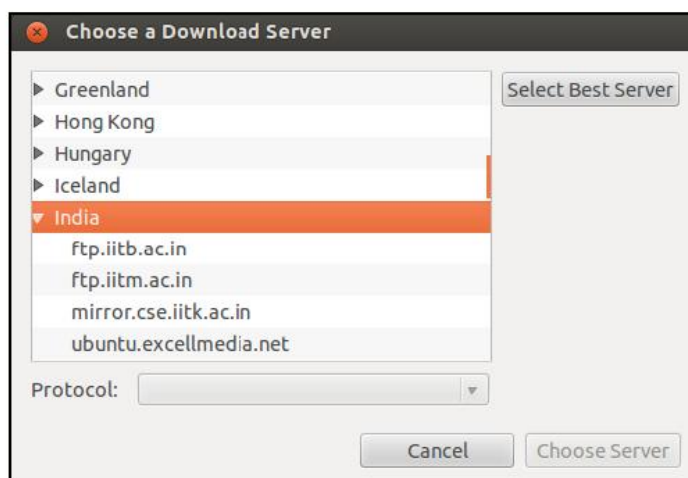 Choose a Download Server
Greenland
Select Best Server
Hong Kong
Hungary
Iceland
India
ftp.iitb.ac.in
ftp.iitm.ac.in
mirror.cse.iitk.ac.in
ubuntu.excellmedia.net
Protocol:
Cancel
Choose Server